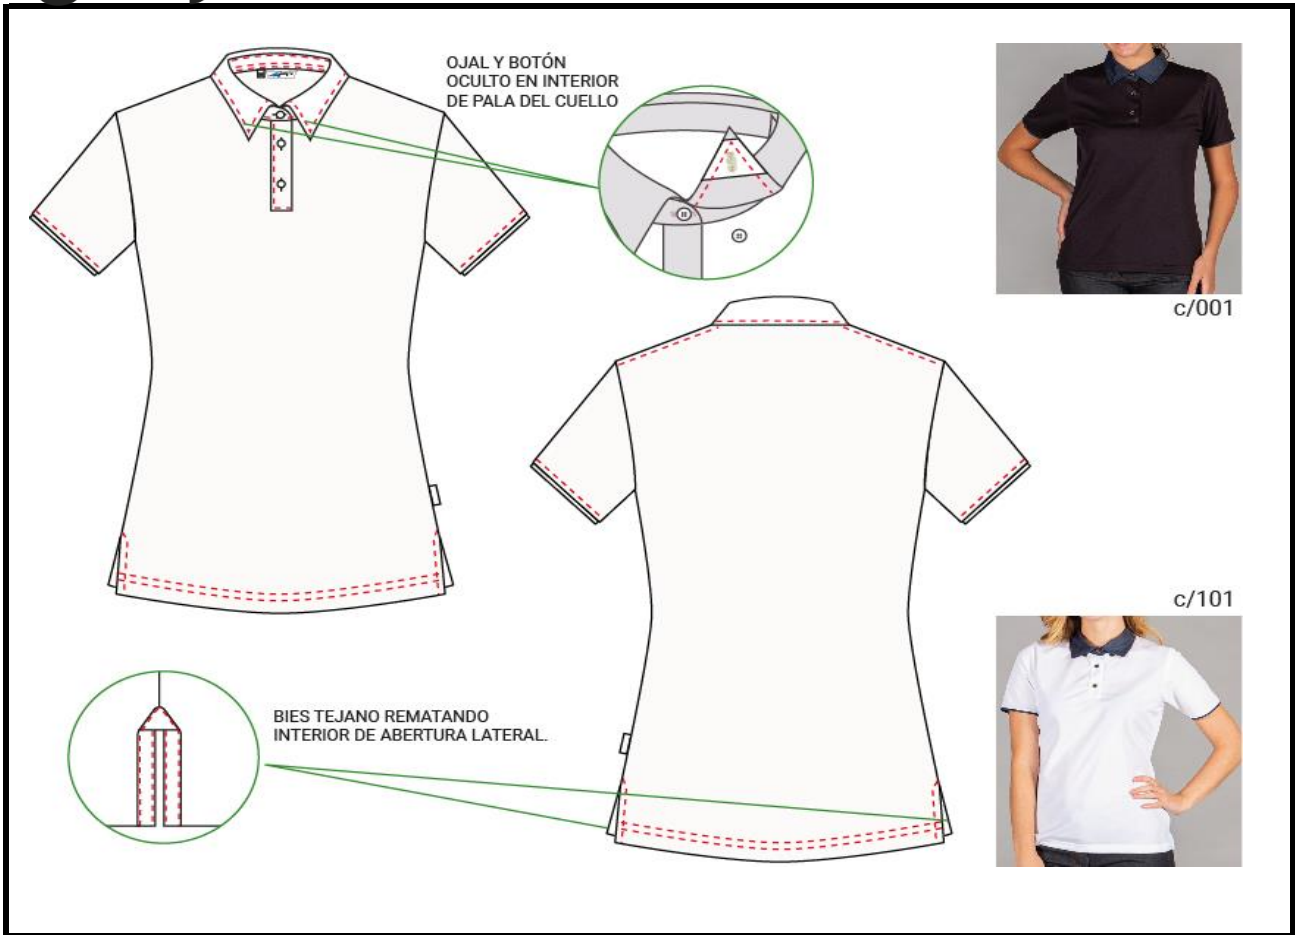 OJAL Y BOTÓN
OCULTO EN INTERIOR
DE PALA DEL CUELLO
c/001
c/101
BIES TEJANO REMATANDO
INTERIOR DE ABERTURA LATERAL.